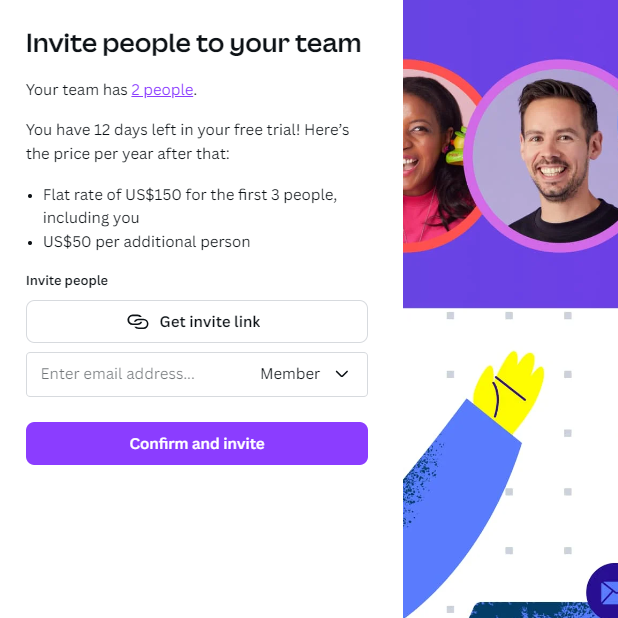 Invite people to your team
Your team has 2 people.
You have 12 days left in your free trial! Here’s
the price per year after that:
• Flat rate of US$150 for the first 3 people,
including you
• US$50 per additional person
Invite people
Get invite link
Enter email address... Member
Confirm and invite